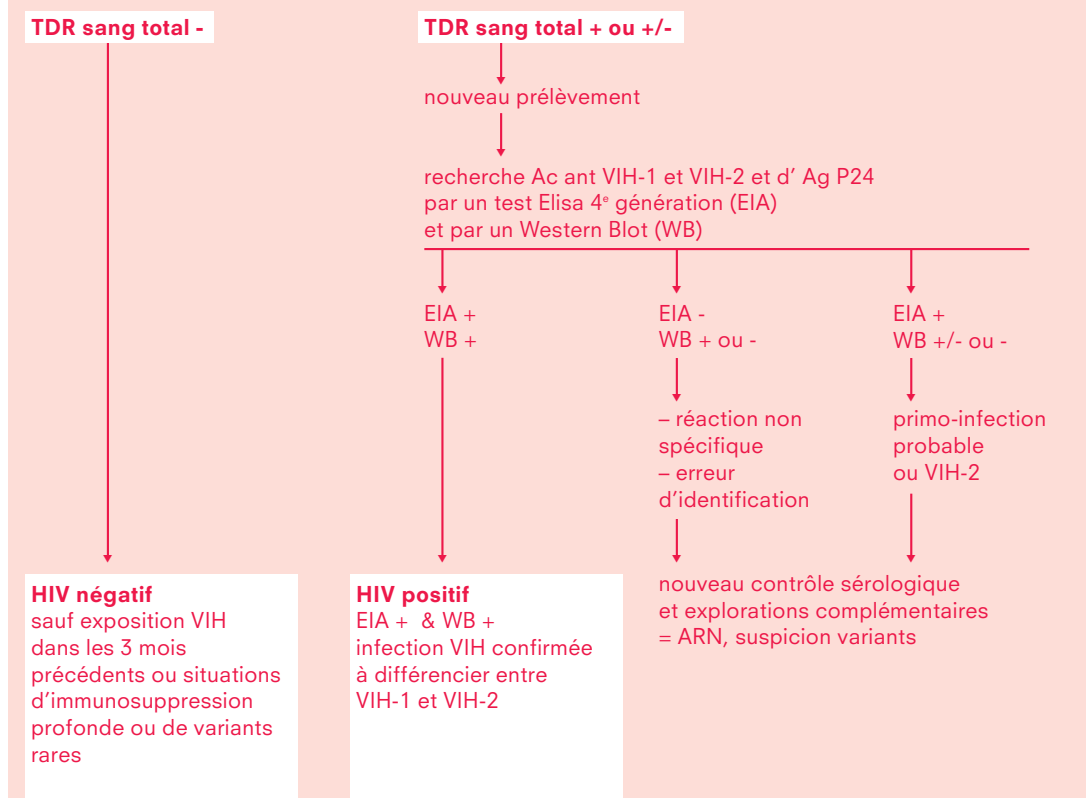 TDR sang total -
TDR sang total + ou +/-
nouveau prélèvement
recherche Ac ant VIH-1 et VIH-2 et d' Ag P24
par un test Elisa 4e génération (EIA)
et par un Western Blot (WB)
EIA +
WB +
EIA -
WB + ou -
EIA +
WB +/- ou -
– réaction non
spécifique
– erreur
d'identification
primo-infection
probable
ou VIH-2
HIV négatif
sauf exposition VIH
dans les 3 mois
précédents ou situations
d'immunosuppression
profonde ou de variants
rares
HIV positif
EIA + & WB +
infection VIH confirmée
à différencier entre
VIH-1 et VIH-2
nouveau contrôle sérologique
et explorations complémentaires
= ARN, suspicion variants